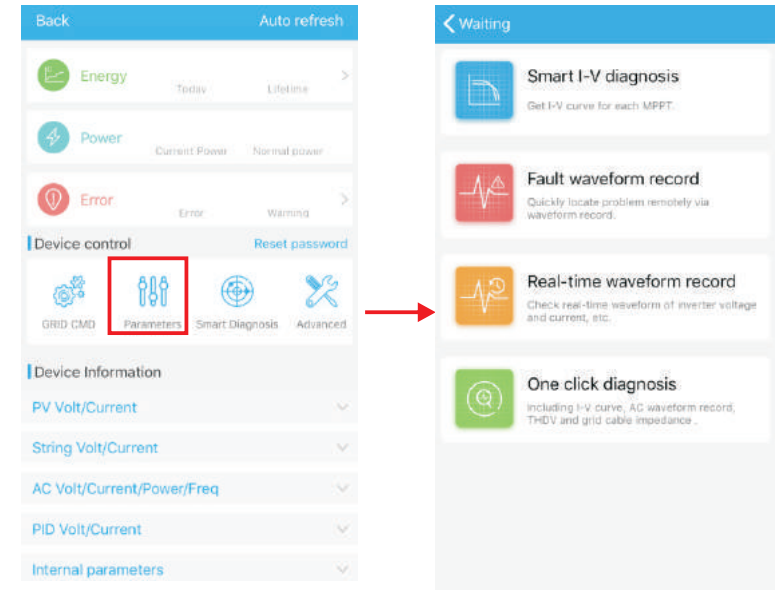 Back
Auto refresh
Energy
Today
Lifetime
Power
Current Power
Normal power
Error
Error
Warning
Device control
Reset password
GRID CMD
Parameters
Smart Diagnosis
Advanced
Device Information
PV Volt/Current
String Volt/Current
AC Volt/Current/Power/Freq
PID Volt/Current
Internal parameters
Waiting
Smart I-V diagnosis
Get I-V curve for each MPPT.
Fault waveform record
Quickly locate problem remotely via
waveform record.
Real-time waveform record
Check real-time waveform of inverter voltage
and current, etc.
One click diagnosis
Including I-V curve, AC waveform record,
THDV and grid cable impedance .